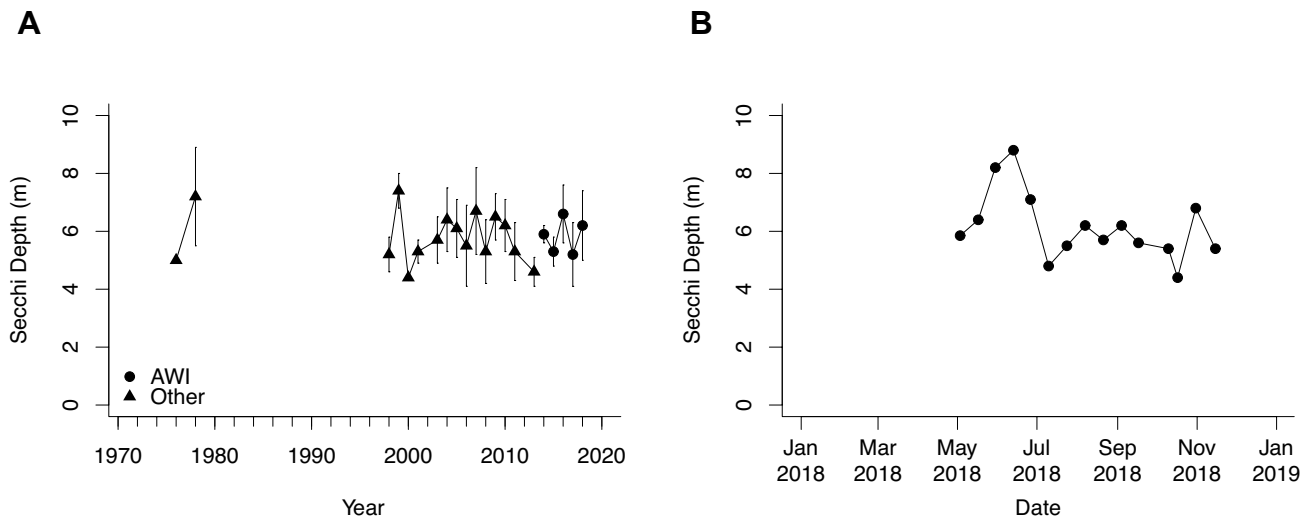 A
Secchi Depth (m)
10
8
6
4
2
0
AWI
Other
1970 1980 1990 2000 2010 2020
Year
B
Secchi Depth (m)
10
8
6
4
2
0
Jan Mar May Jul Sep Nov Jan
2018 2018 2018 2018 2018 2018 2019
Date